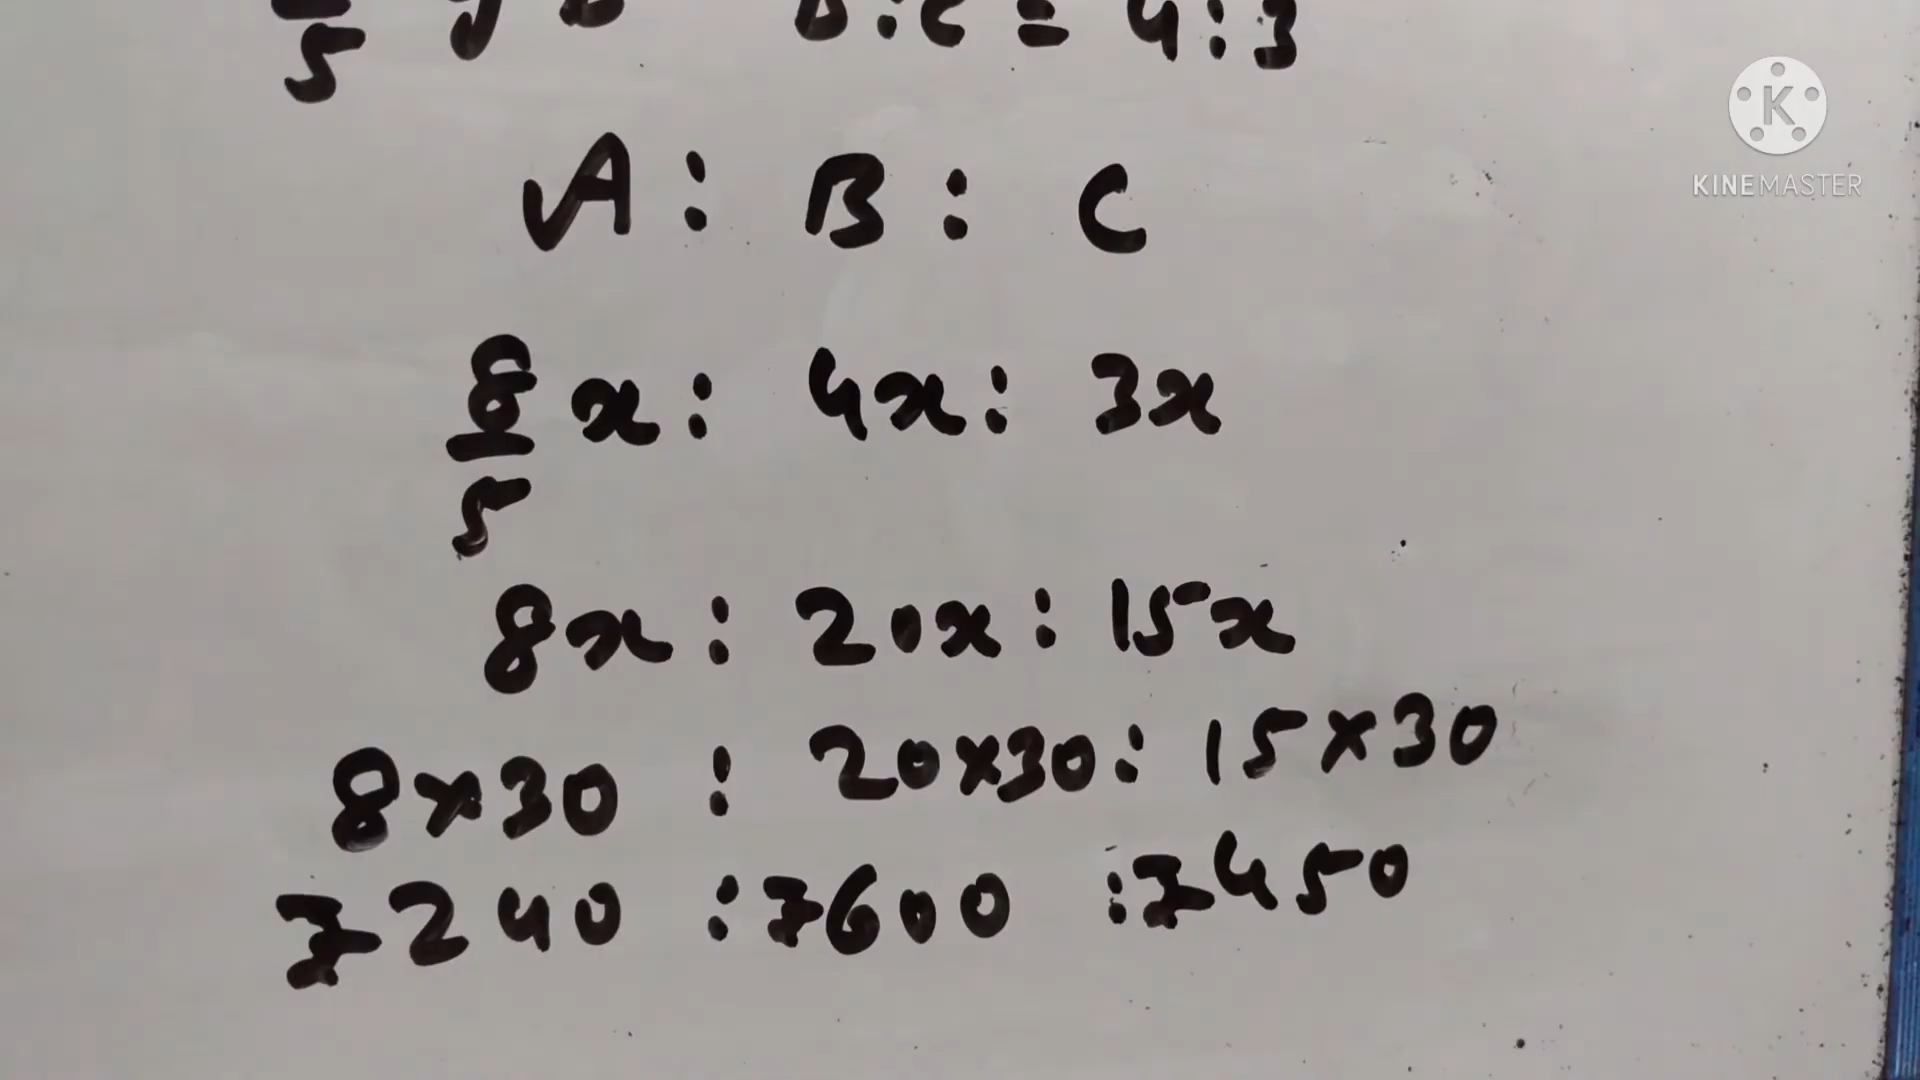 5 B:C = 4:3
K
KINEMASTER
A : B : C
8/5 x : 4x : 3x
8x : 20x : 15x
8×30 : 20×30 : 15×30
₹240 : ₹600 : ₹450